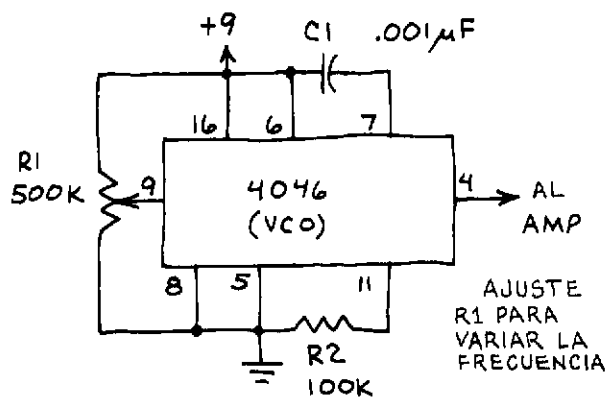 +9
C1 .001µF
16 6 7
R1
500K
9
4046
(VCO)
4
AL
AMP
8 5 11
R2
100K
AJUSTE
R1 PARA
VARIAR LA
FRECUENCIA